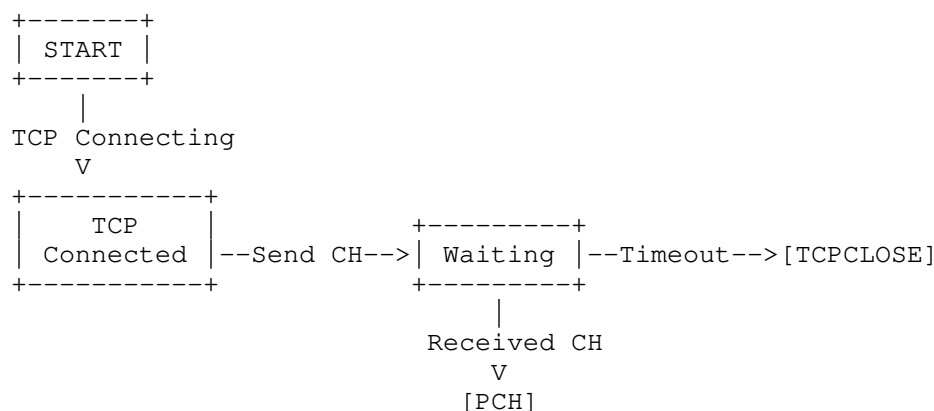 START
TCP Connecting
V
TCP
Connected --Send CH--> Waiting --Timeout-->[TCPCLOSE]
Received CH
V
[PCH]